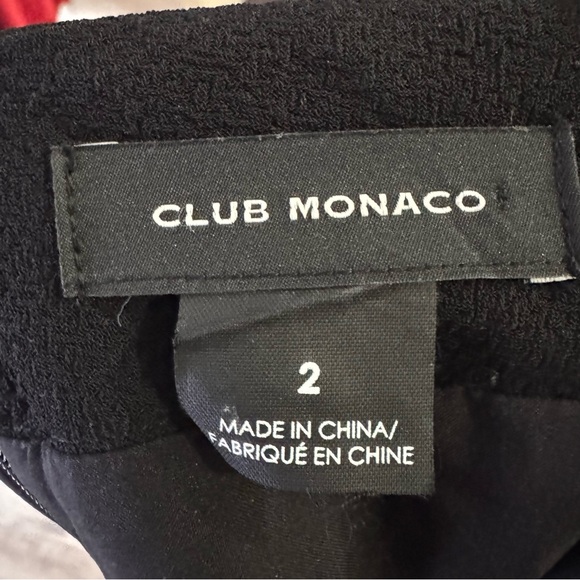 CLUB MONACO
2
MADE IN CHINA/
FABRIQUÉ EN CHINE